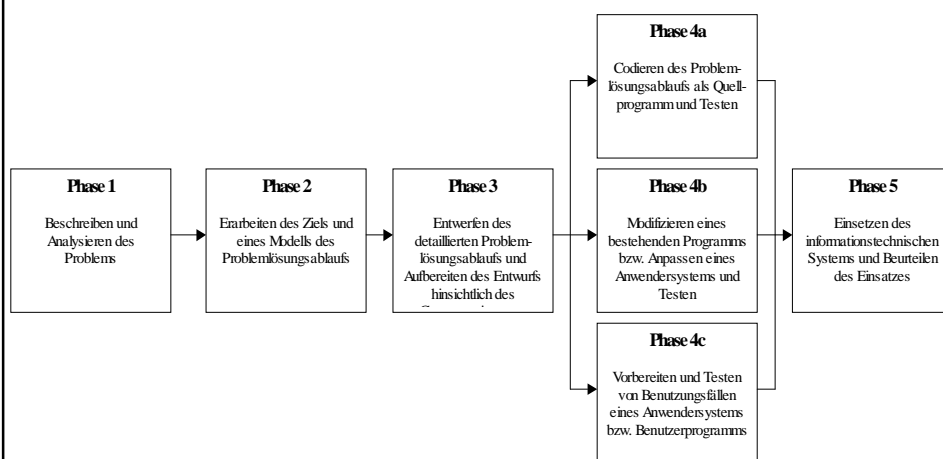 Phase 1
Beschreiben und
Analysieren des
Problems
Phase 2
Erarbeiten des Ziels und
eines Modells des
Problemlösungsablaufs
Phase 3
Entwerfen des
detaillierten Problem-
lösungsablaufs und
Aufbereiten des Entwurfs
hinsichtlich des
Phase 4a
Codieren des Problem-
lösungsablaufs als Quell-
programm und Testen
Phase 4b
Modifizieren eines
bestehenden Programms
bzw. Anpassen eines
Anwendersystems und
Testen
Phase 4c
Vorbereiten und Testen
von Benutzungsfällen
eines Anwendersystems
bzw. Benutzerprogramms
Phase 5
Einsetzen des
informationstechnischen
Systems und Beurteilen
des Einsatzes